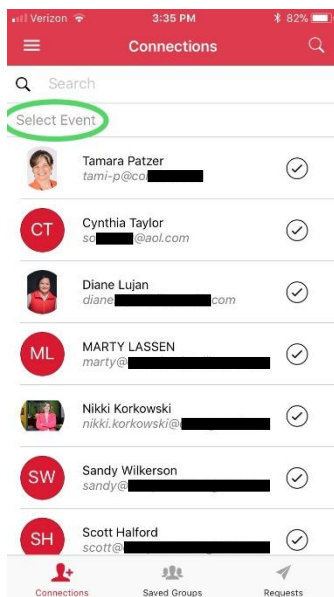 Verizon 3:35 PM 82%
Connections
Search
Select Event
Tamara Patzer
tami-p@co
CT
Cynthia Taylor
so @aol.com
Diane Lujan
diane com
ML
MARTY LASSEN
marty@
Nikki Korkowski
nikki.korkowski@
SW
Sandy Wilkerson
sandy@
SH
Scott Halford
scott@
Connections Saved Groups Requests